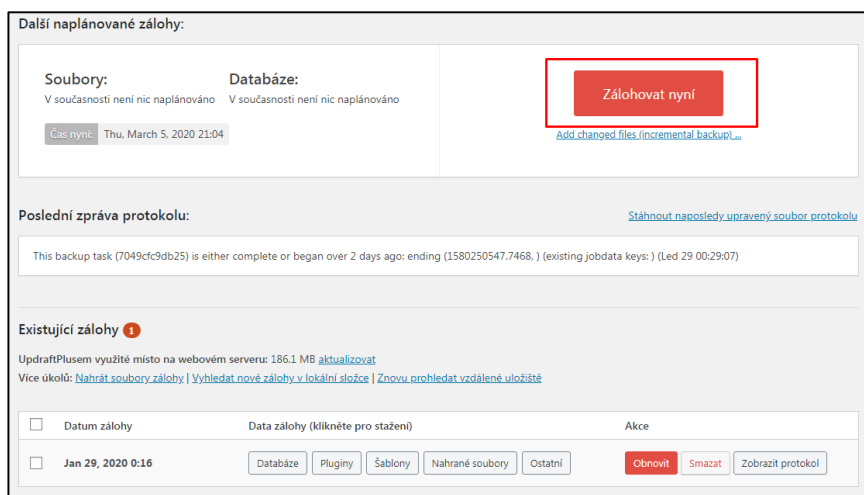 Další naplánované zálohy:
Soubory:
V současnosti není nic naplánováno
Databáze:
V současnosti není nic naplánováno
Čas nyní: Thu, March 5, 2020 21:04
Zálohovat nyní
Add changed files (incremental backup) ...
Poslední zpráva protokolu:
Stáhnout naposledy upravený soubor protokolu
This backup task (7049cfc9db25) is either complete or began over 2 days ago: ending (1580250547.7468, ) (existing jobdata keys: ) (Led 29 00:29:07)
Existující zálohy 1
UpdraftPlusem využité místo na webovém serveru: 186.1 MB aktualizovat
Více úkolů: Nahrát soubory zálohy | Vyhledat nové zálohy v lokální složce | Znovu prohledat vzdálené uložiště
Datum zálohy Data zálohy (klikněte pro stažení) Akce
Jan 29, 2020 0:16 Databáze Pluginy Šablony Nahrané soubory Ostatní Obnovit Smazat Zobrazit protokol